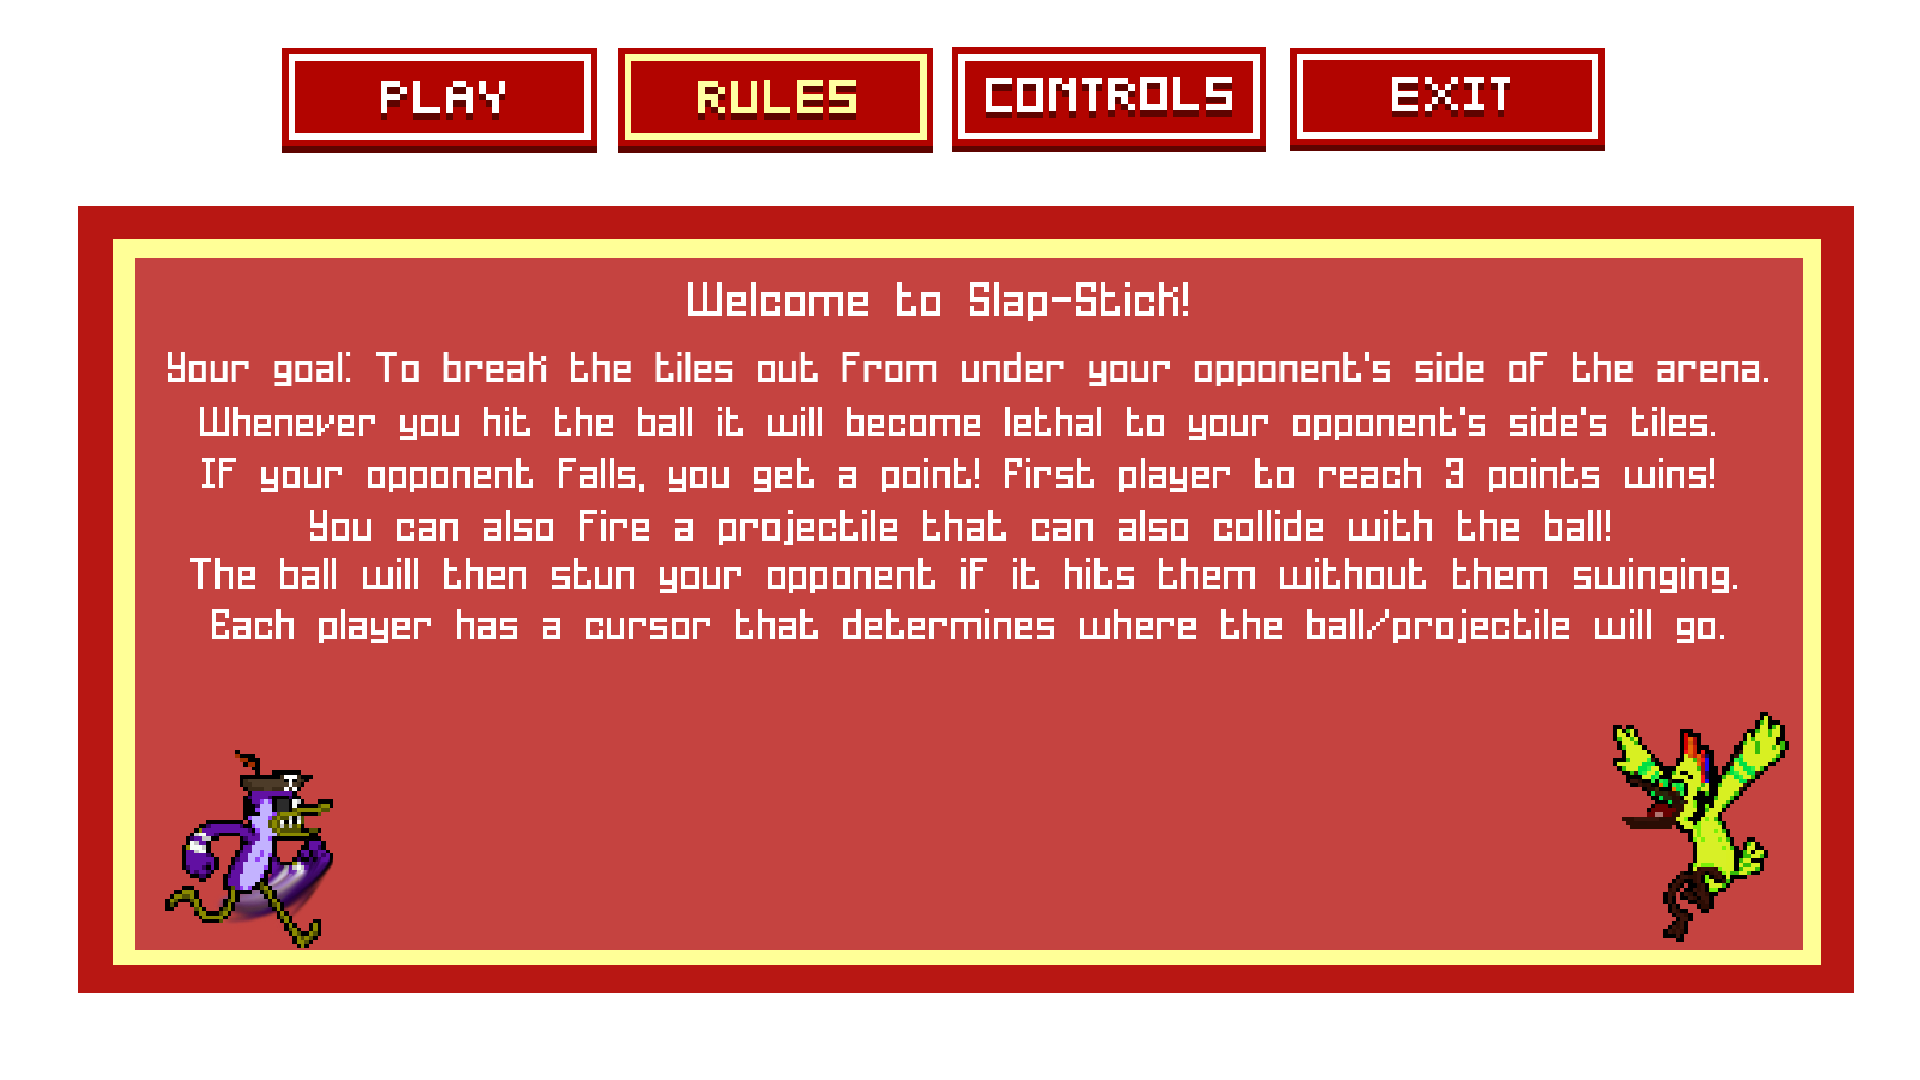 PLAY
RULES
CONTROLS
EXIT
Welcome to Slap-Stick!
Your goal: To break the tiles out from under your opponent's side of the arena.
Whenever you hit the ball it will become lethal to your opponent's side's tiles.
If your opponent falls, you get a point! First player to reach 3 points wins!
You can also fire a projectile that can also collide with the ball!
The ball will then stun your opponent if it hits them without them swinging.
Each player has a cursor that determines where the ball/projectile will go.